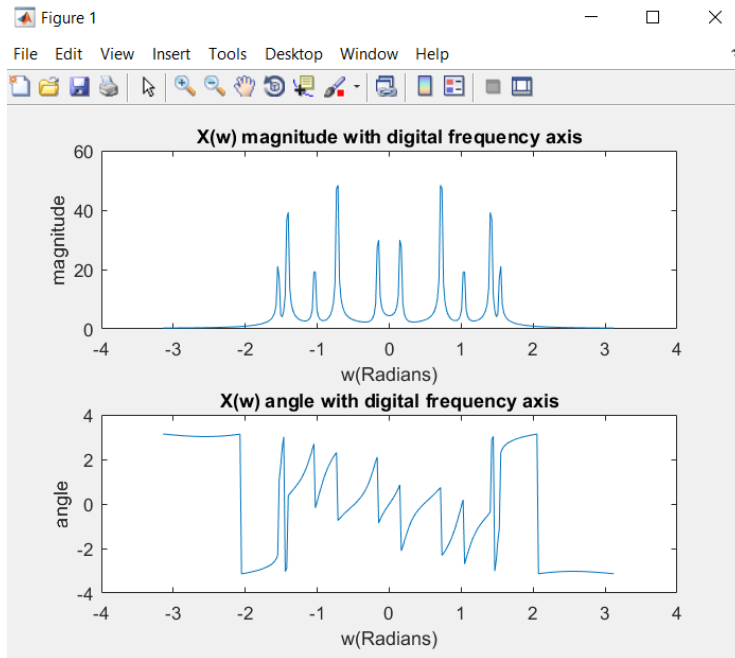 Figure 1
File Edit View Insert Tools Desktop Window Help
X(w) magnitude with digital frequency axis
magnitude
60
40
20
0
-4 -3 -2 -1 0 1 2 3 4
w(Radians)
X(w) angle with digital frequency axis
angle
4
2
0
-2
-4
-4 -3 -2 -1 0 1 2 3 4
w(Radians)